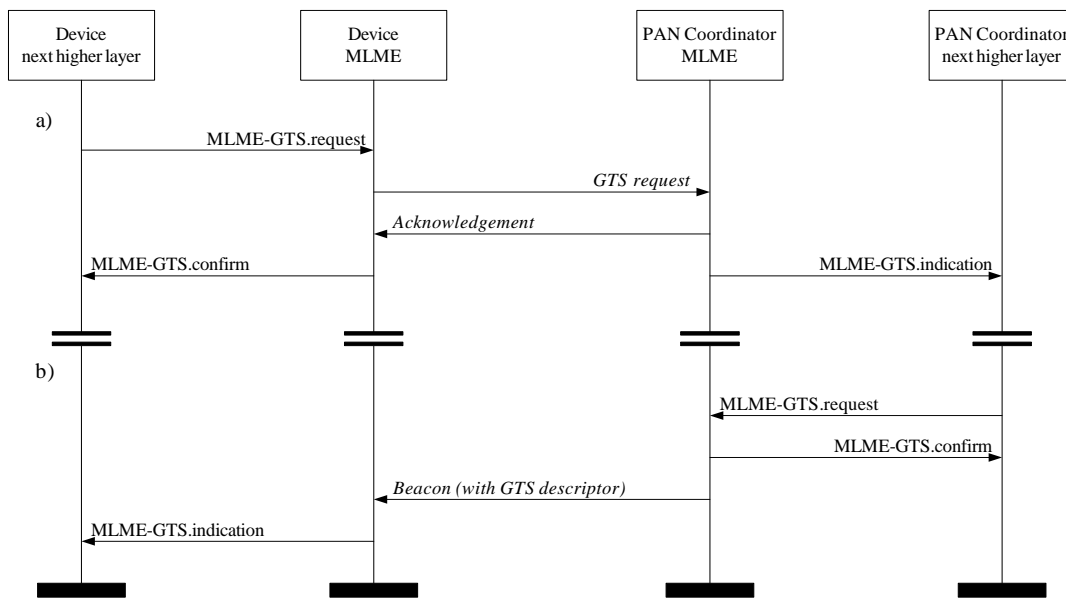 Device
next higher layer
Device
MLME
PAN Coordinator
MLME
PAN Coordinator
next higher layer
a)
MLME-GTS.request
GTS request
Acknowledgement
MLME-GTS.confirm
MLME-GTS.indication
b)
MLME-GTS.request
MLME-GTS.confirm
Beacon (with GTS descriptor)
MLME-GTS.indication